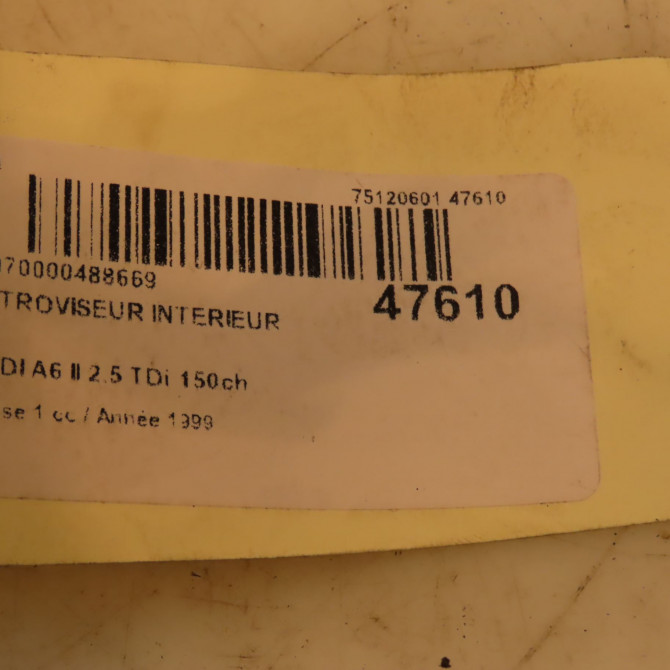 75120601 47610
70000488669
47610
TROVISEUR INTERIEUR
DI A6 II 2.5 TDi 150ch
se 1 cc / Année 1999